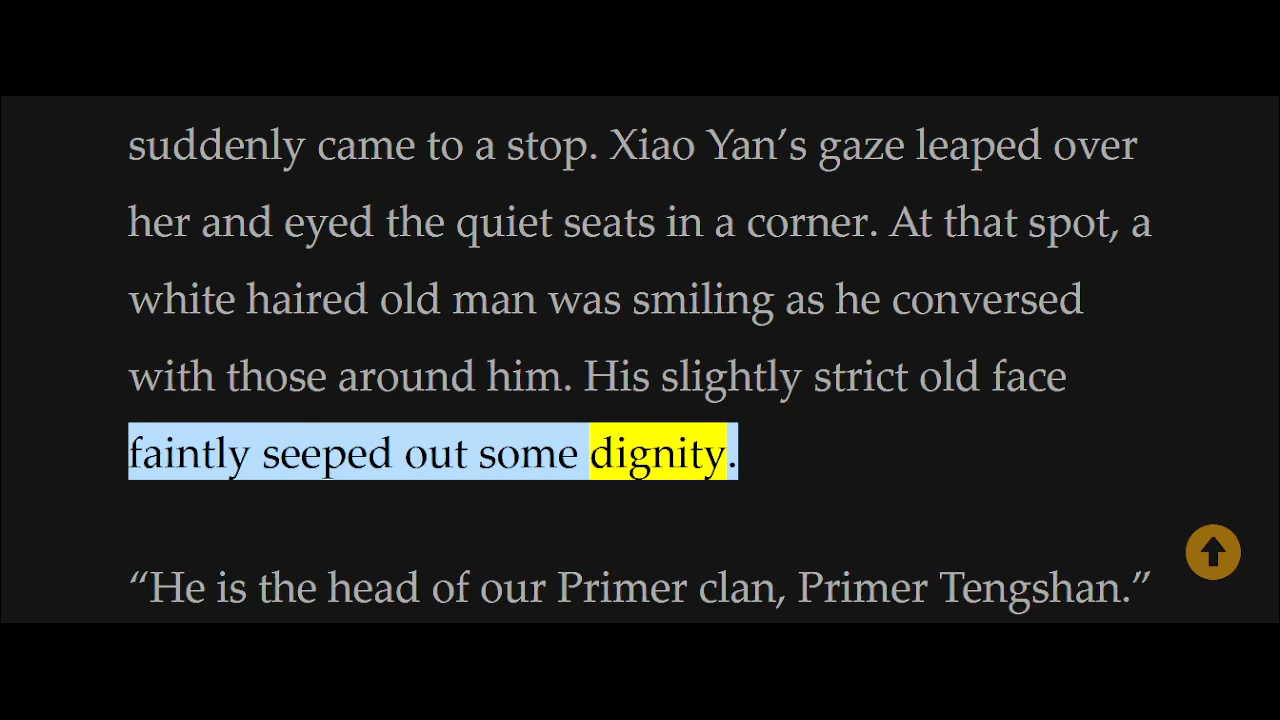 suddenly came to a stop. Xiao Yan’s gaze leaped over
her and eyed the quiet seats in a corner. At that spot, a
white haired old man was smiling as he conversed
with those around him. His slightly strict old face
faintly seeped out some dignity.
“He is the head of our Primer clan, Primer Tengshan.”